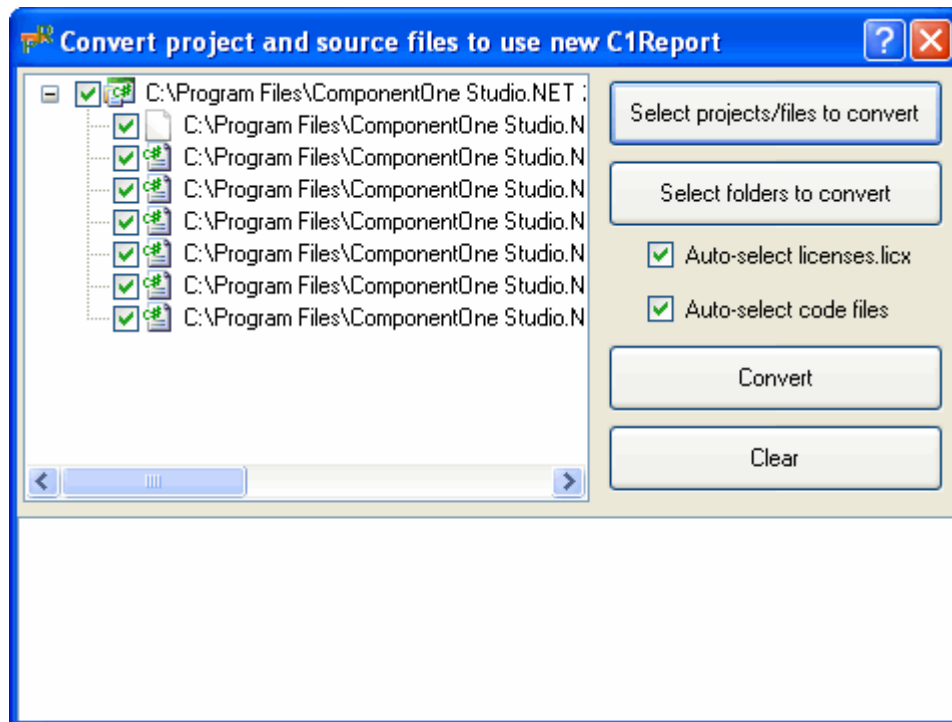 Convert project and source files to use new C1Report
C:\Program Files\ComponentOne Studio.NET 2
C:\Program Files\ComponentOne Studio.N
C:\Program Files\ComponentOne Studio.N
C:\Program Files\ComponentOne Studio.N
C:\Program Files\ComponentOne Studio.N
C:\Program Files\ComponentOne Studio.N
C:\Program Files\ComponentOne Studio.N
C:\Program Files\ComponentOne Studio.N
Select projects/files to convert
Select folders to convert
Auto-select licenses.licx
Auto-select code files
Convert
Clear